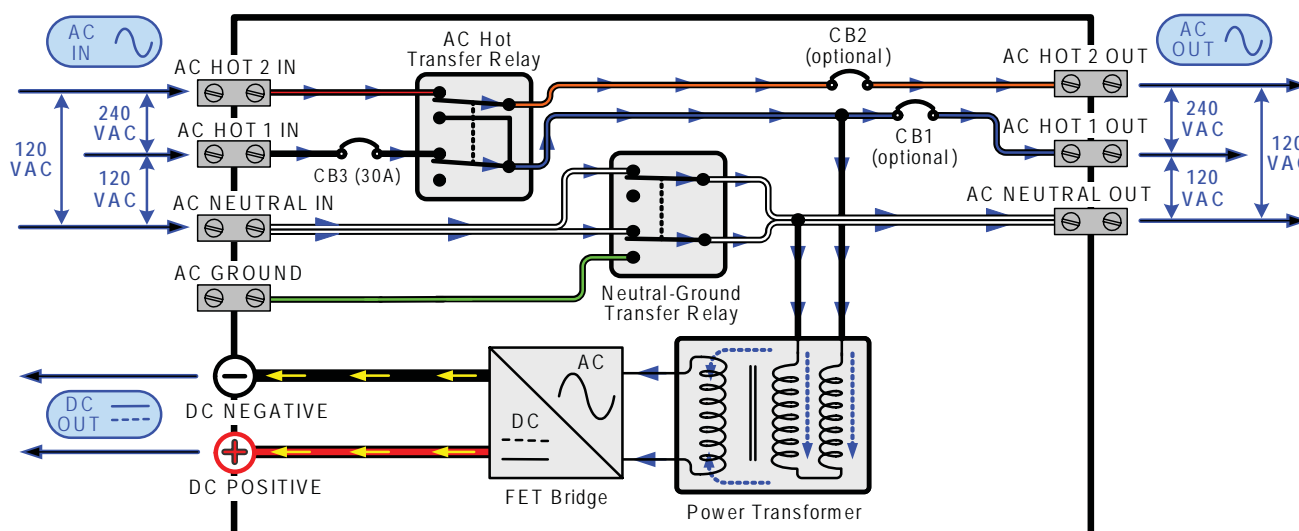 AC
IN
AC HOT 2 IN
240
VAC
120
VAC
AC HOT 1 IN
120
VAC
AC NEUTRAL IN
AC GROUND
AC Hot
Transfer Relay
CB3 (30A)
CB2
(optional)
CB1
(optional)
Neutral-Ground
Transfer Relay
AC
OUT
AC HOT 2 OUT
240
VAC
120
VAC
AC HOT 1 OUT
120
VAC
AC NEUTRAL OUT
DC NEGATIVE
DC
OUT
DC POSITIVE
AC
DC
FET Bridge
Power Transformer